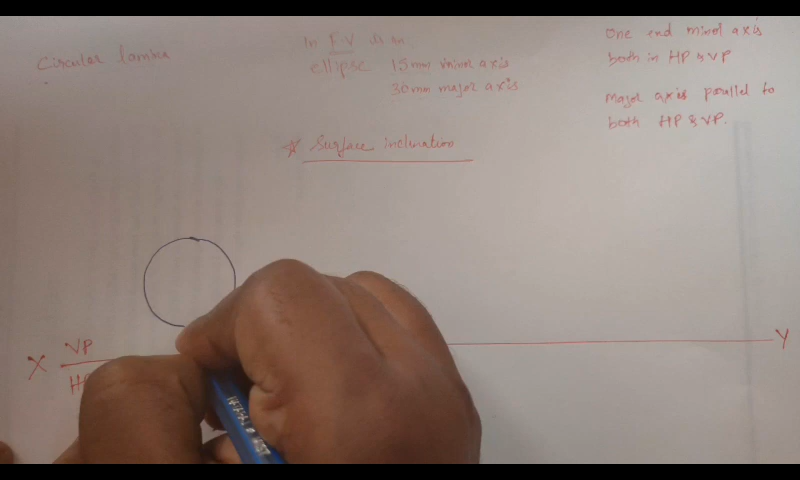 Circular lamina
In F.V is an
ellipse 15mm minor axis
30mm major axis
One end minor axis
both in HP & VP
Major axis parallel to
both HP & VP.
* Surface inclination
X
VP
Y